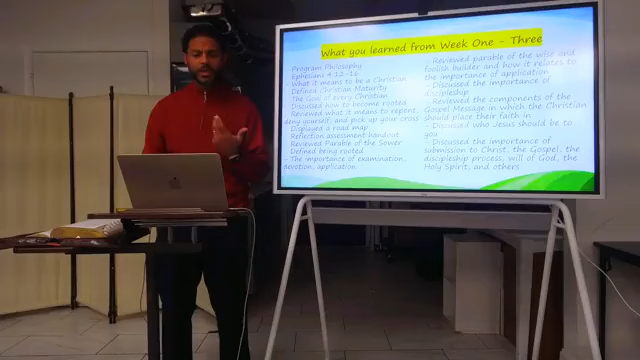 What you learned from Week One - Three
Program Philosophy
Ephesians 4:12-16
What it means to be a Christian
Defined Christian Maturity
The Goal of every Christian
Discussed how to become rooted
Reviewed what it means to repent,
deny yourself, and pick up your cross
Displayed a road map
Reflection assessment handout
Reviewed Parable of the Sower
Defined being rooted
- The importance of examination,
devotion, application
- Reviewed parable of the wise and
foolish builder and how it relates to
the importance of application
- Discussed the importance of
discipleship
- Reviewed the components of the
Gospel Message in which the Christian
should place their faith in
- Discussed who Jesus should be to
you
- Discussed the importance of
submission to Christ, the Gospel, the
discipleship process, will of God, the
Holy Spirit, and others